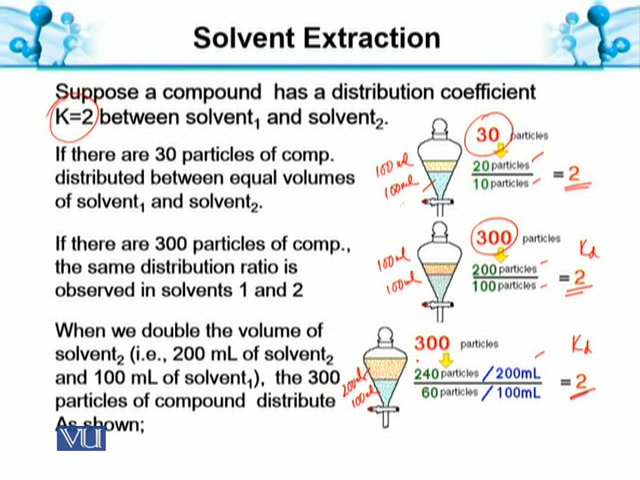 Solvent Extraction
Suppose a compound has a distribution coefficient
K=2 between solvent₁ and solvent₂.
If there are 30 particles of comp.
distributed between equal volumes
of solvent₁ and solvent₂.
100 ml
100 ml
30 particles
20 particles
10 particles
= 2
If there are 300 particles of comp.,
the same distribution ratio is
observed in solvents 1 and 2
100 ml
100 ml
300 particles
200 particles
100 particles
= 2
Kd
When we double the volume of
solvent₂ (i.e., 200 mL of solvent₂
and 100 mL of solvent₁), the 300
particles of compound distribute
As shown;
200 ml
100 ml
300 particles
240 particles / 200mL
60 particles / 100mL
= 2
Kd
VU